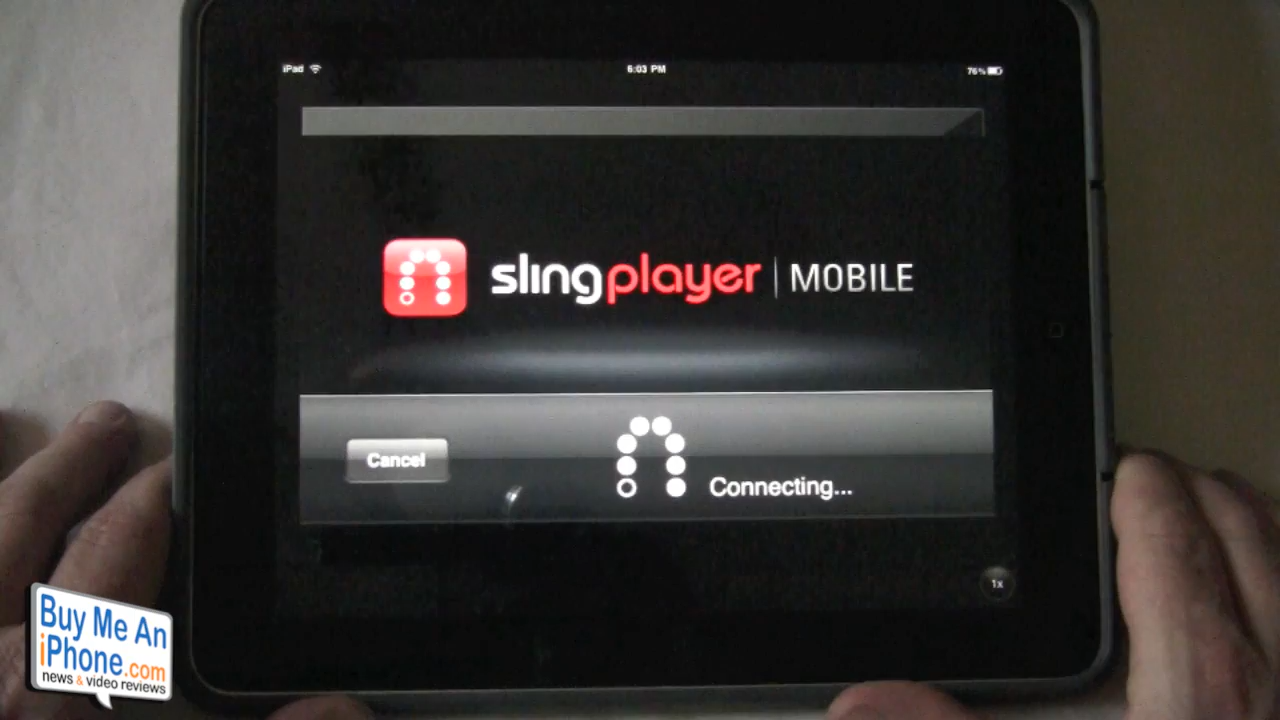 iPad 6:03 PM 76%
slingplayer | MOBILE
Cancel
Connecting...
1x
Buy Me An
iPhone.com
news & video reviews